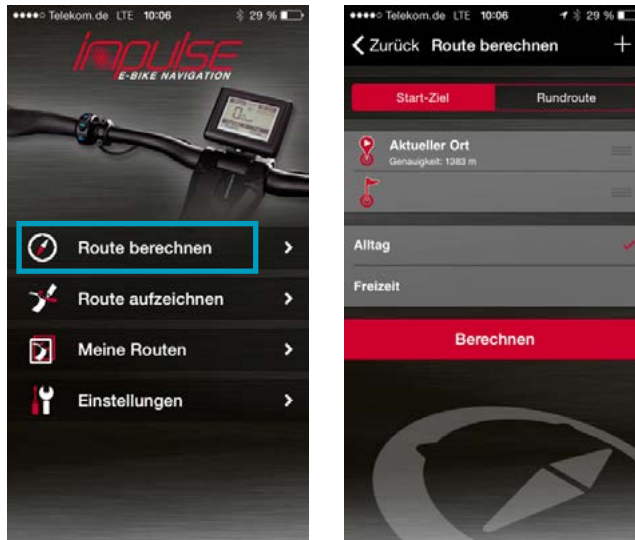 Telekom.de LTE 10:06 29 %
impulse
E-BIKE NAVIGATION
Route berechnen
Route aufzeichnen
Meine Routen
Einstellungen
Telekom.de LTE 10:06 29 %
Zurück Route berechnen +
Start-Ziel Rundroute
Aktueller Ort
Genauigkeit: 1383 m
Alltag
Freizeit
Berechnen